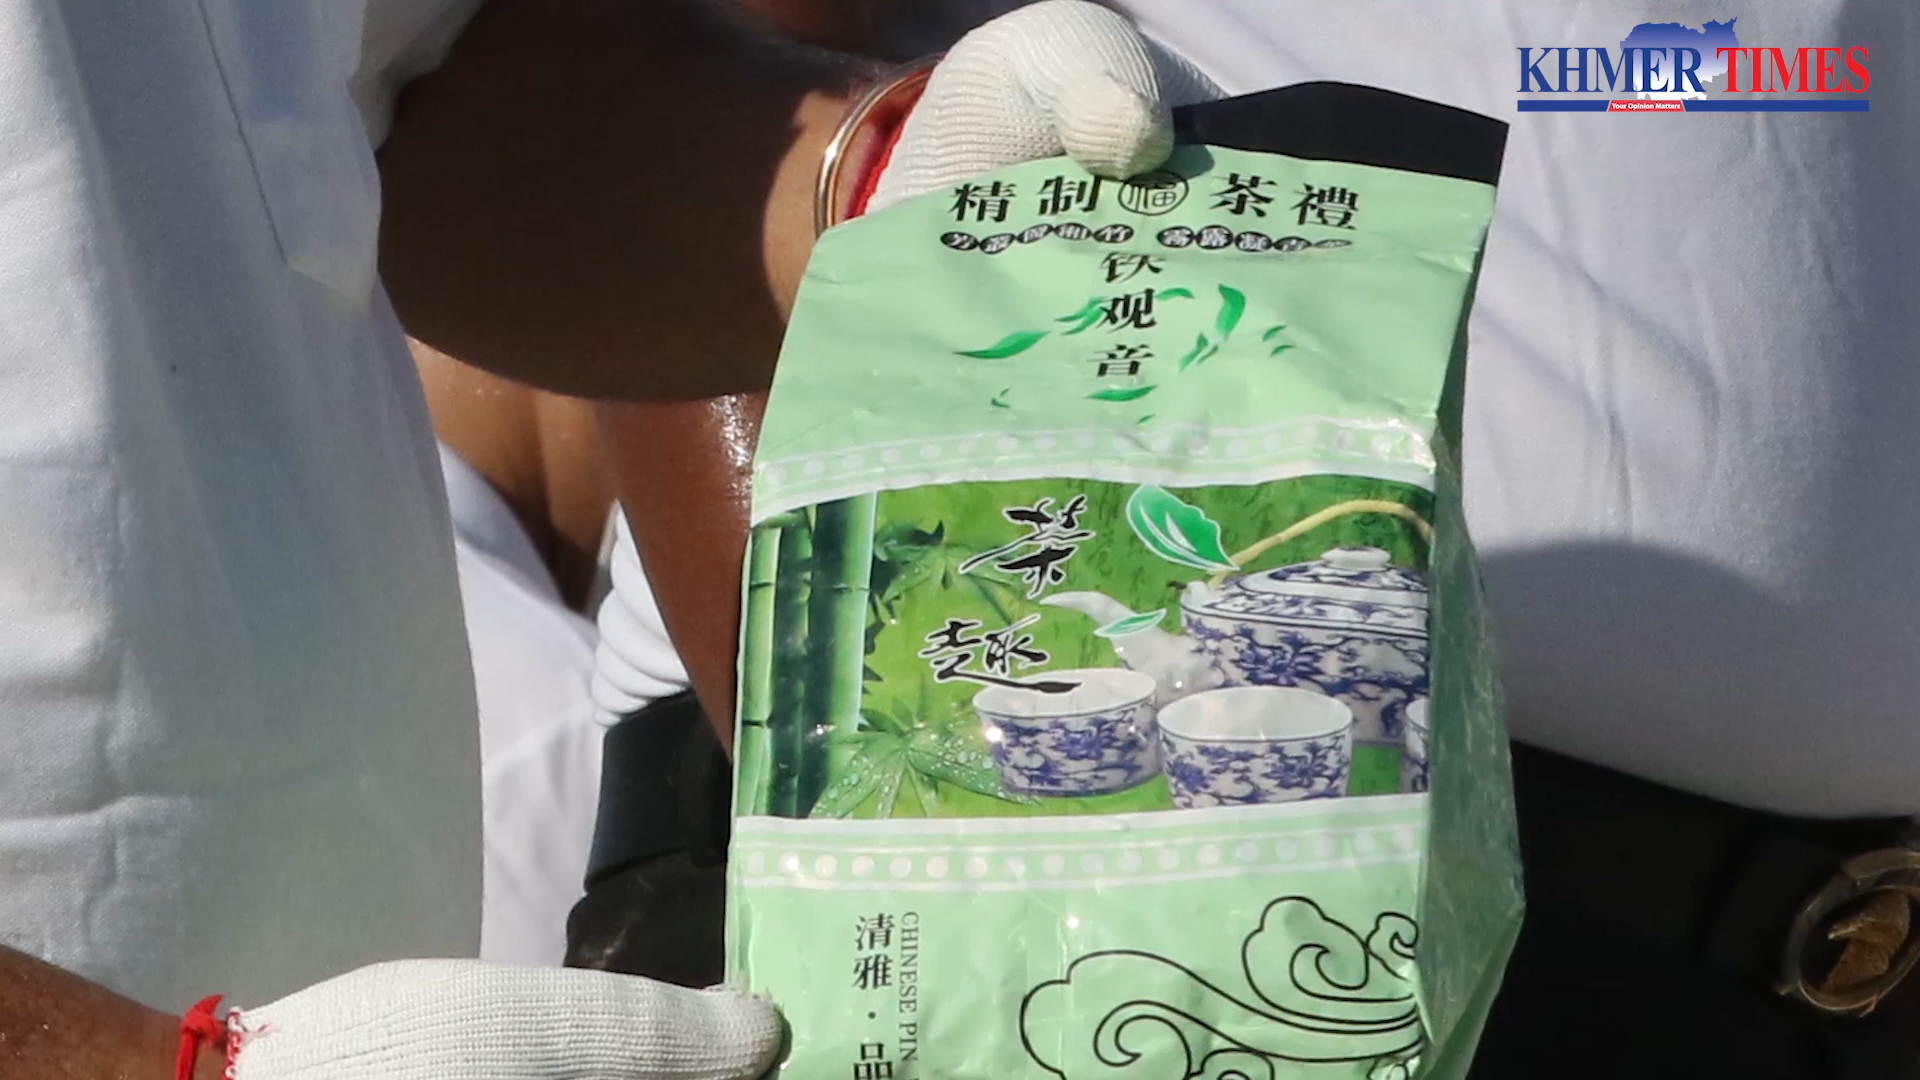 KHMER TIMES
Your Opinion Matters
精制 福 茶禮
铁观音
茶趣
清雅·品
CHINESE PIN